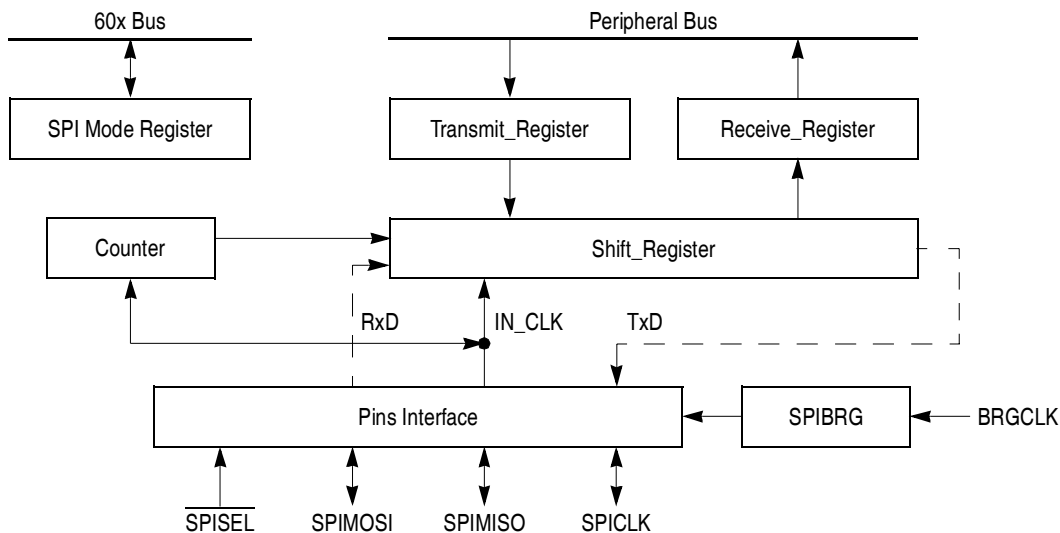 60x Bus
Peripheral Bus
SPI Mode Register
Transmit_Register
Receive_Register
Counter
Shift_Register
RxD
IN_CLK
TxD
Pins Interface
SPIBRG
BRGCLK
SPISEL
SPIMOSI
SPIMISO
SPICLK